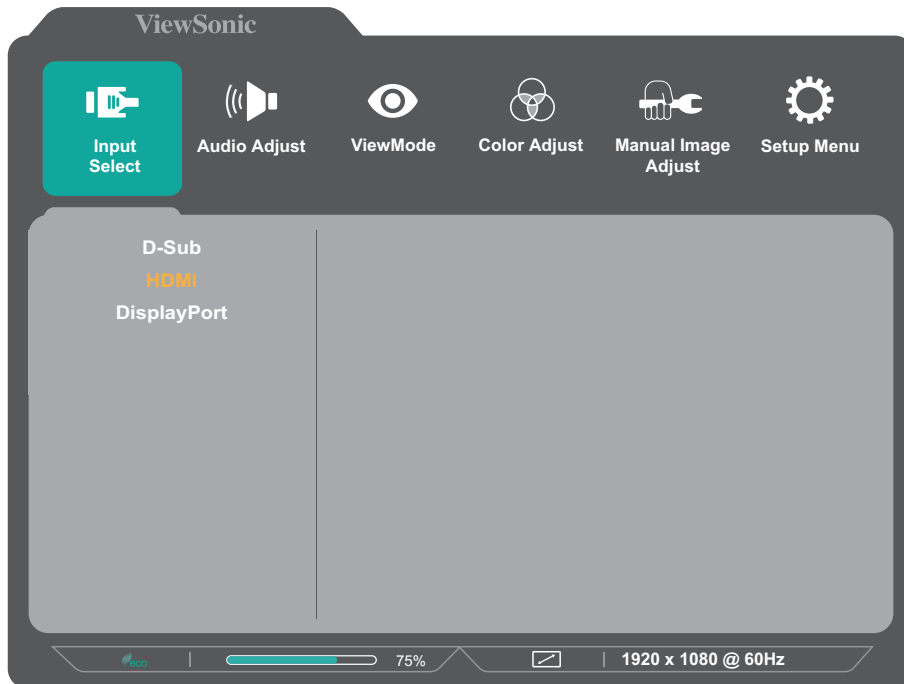 ViewSonic
Input
Select
Audio Adjust
ViewMode
Color Adjust
Manual Image
Adjust
Setup Menu
D-Sub
HDMI
DisplayPort
eco
75%
1920 x 1080 @ 60Hz